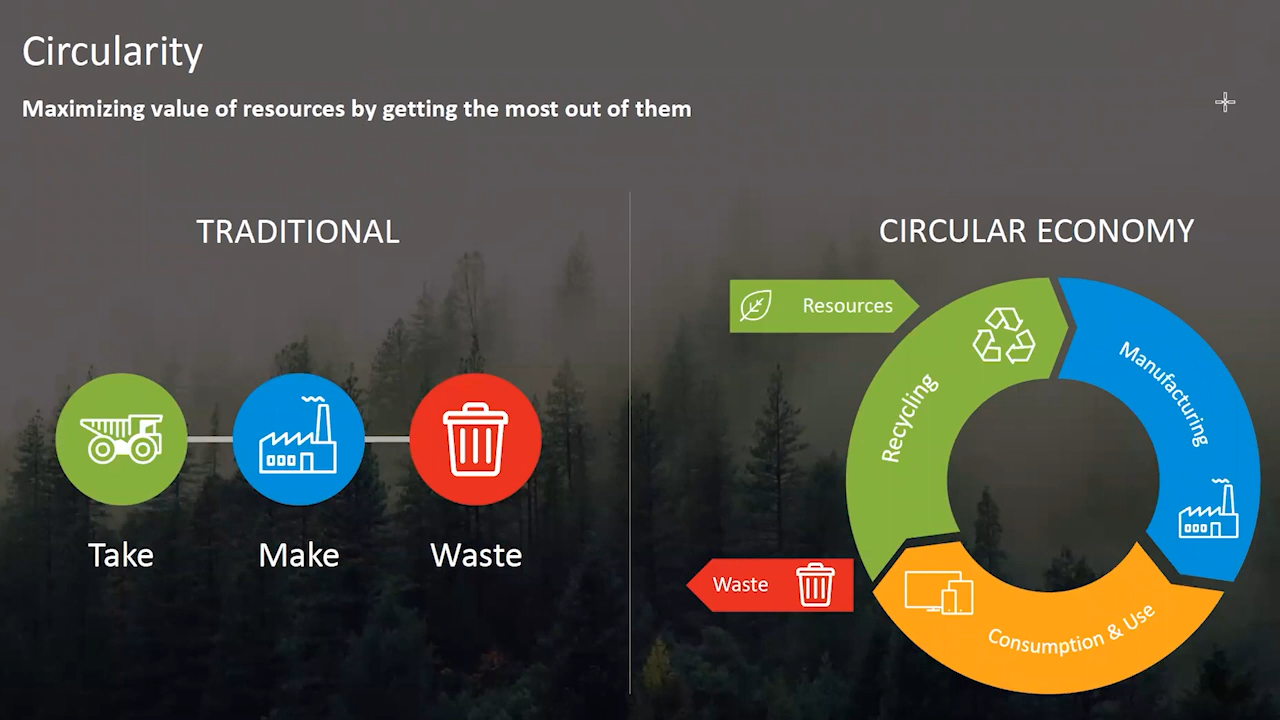 Circularity
Maximizing value of resources by getting the most out of them
TRADITIONAL
Take
Make
Waste
CIRCULAR ECONOMY
Resources
Recycling
Manufacturing
Consumption & Use
Waste